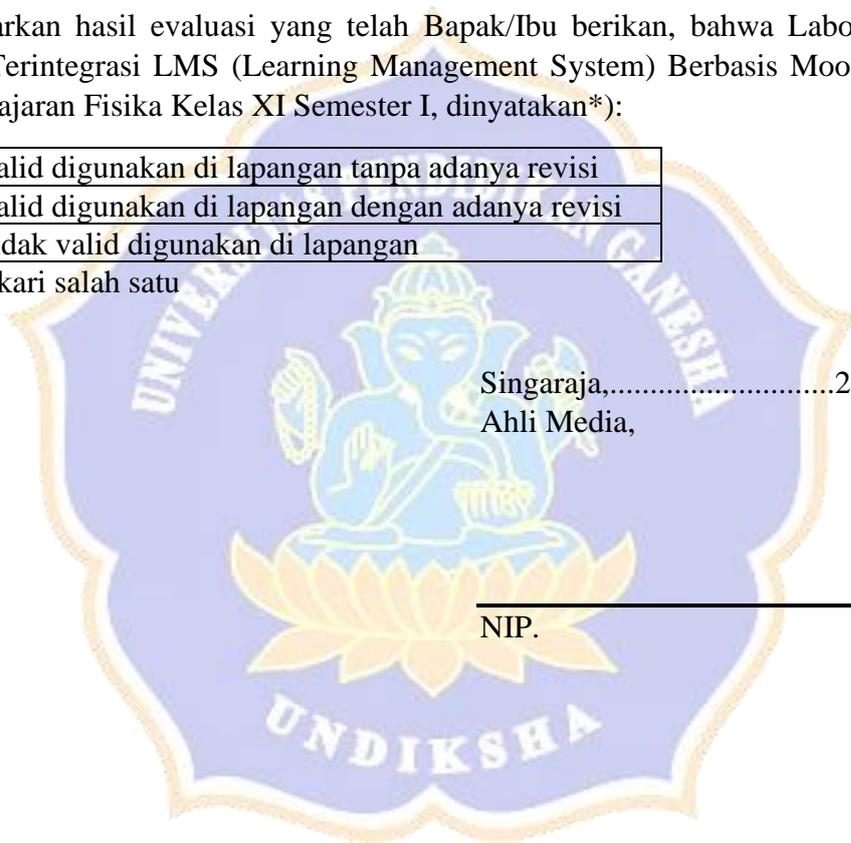 arkan hasil evaluasi yang telah Bapak/Ibu berikan, bahwa Labo
Terintegrasi LMS (Learning Management System) Berbasis Moo
ajaran Fisika Kelas XI Semester I, dinyatakan*):
alid digunakan di lapangan tanpa adanya revisi
alid digunakan di lapangan dengan adanya revisi
dak valid digunakan di lapangan
kari salah satu
UNIVERSITAS PENDIDIKAN GANESHA
Singaraja,............................2
Ahli Media,
NIP.
UNDIKSHA